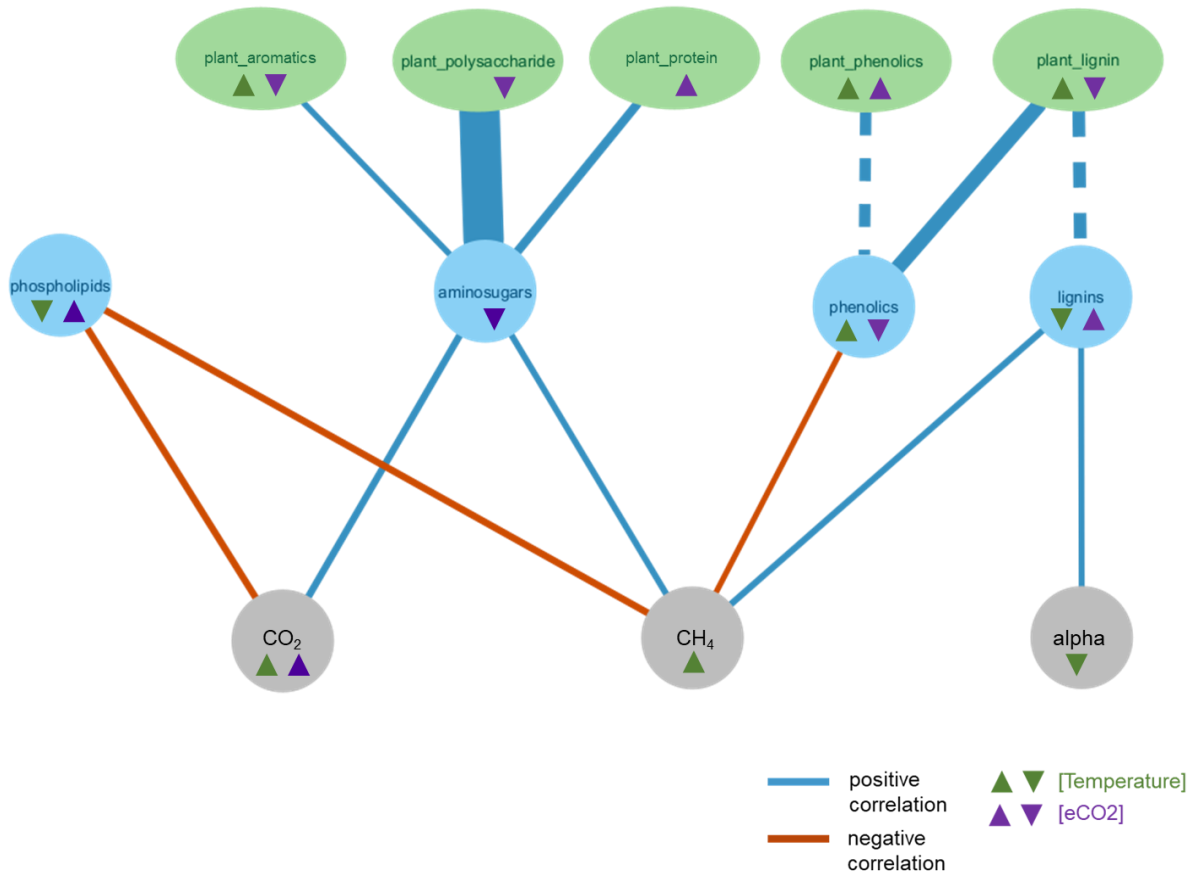 plant_aromatics
plant_polysaccharide
plant_protein
plant_phenolics
plant_lignin
phospholipids
aminosugars
phenolics
lignins
CO₂
CH₄
alpha
positive
correlation
negative
correlation
[Temperature]
[eCO2]